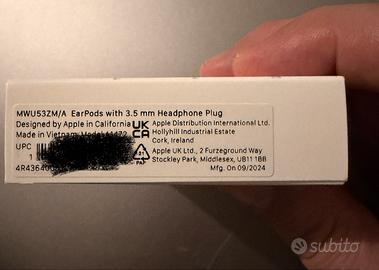 MWU53ZM/A EarPods with 3.5 mm Headphone Plug
Designed by Apple in California
Made in Vietnam
UPC
1
UK
CA
Apple Distribution International Ltd.
Hollyhill Industrial Estate
Cork, Ireland
Apple UK Ltd., 2 Furzeground Way
Stockley Park, Middlesex, UB11 1BB
Mfg. On 09/2024
PAP
subito